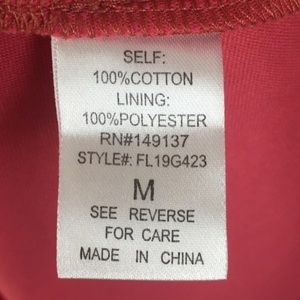 SELF:
100%COTTON
LINING:
100%POLYESTER
RN#149137
STYLE#: FL19G423
M
SEE REVERSE
FOR CARE
MADE IN CHINA